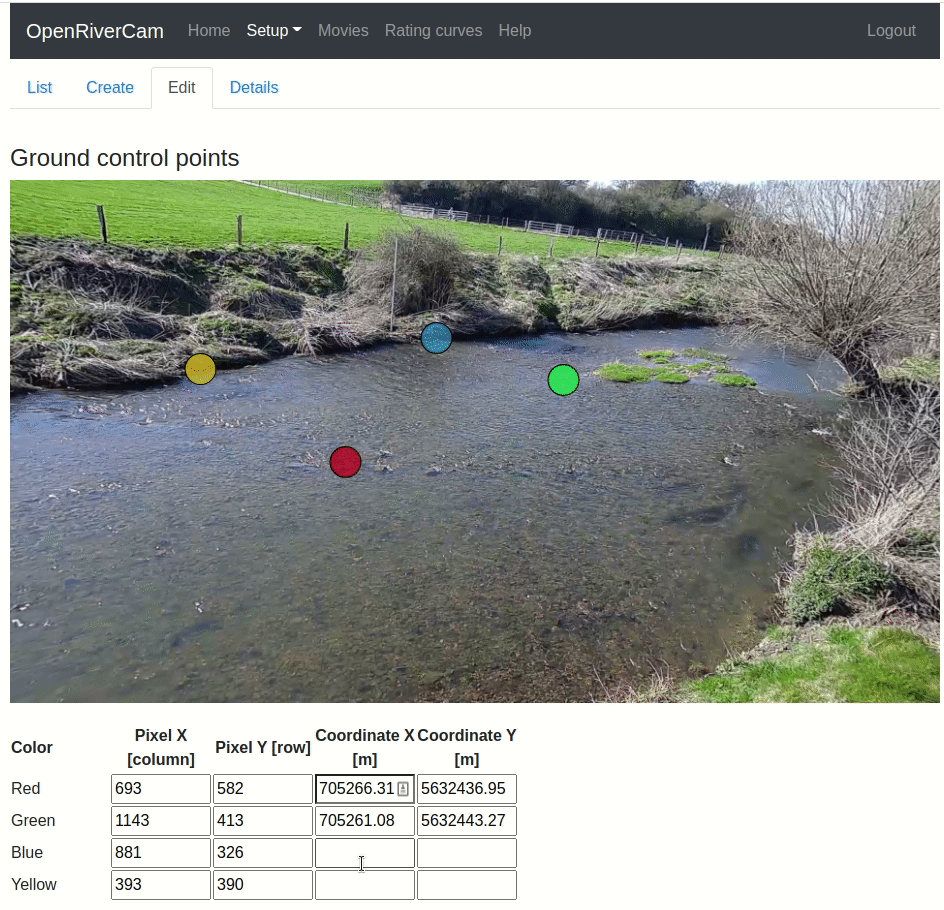 OpenRiverCam Home Setup Movies Rating curves Help Logout
List Create Edit Details
Ground control points
Color Pixel X [column] Pixel Y [row] Coordinate X [m] Coordinate Y [m]
Red 693 582 705266.31 5632436.95
Green 1143 413 705261.08 5632443.27
Blue 881 326
Yellow 393 390